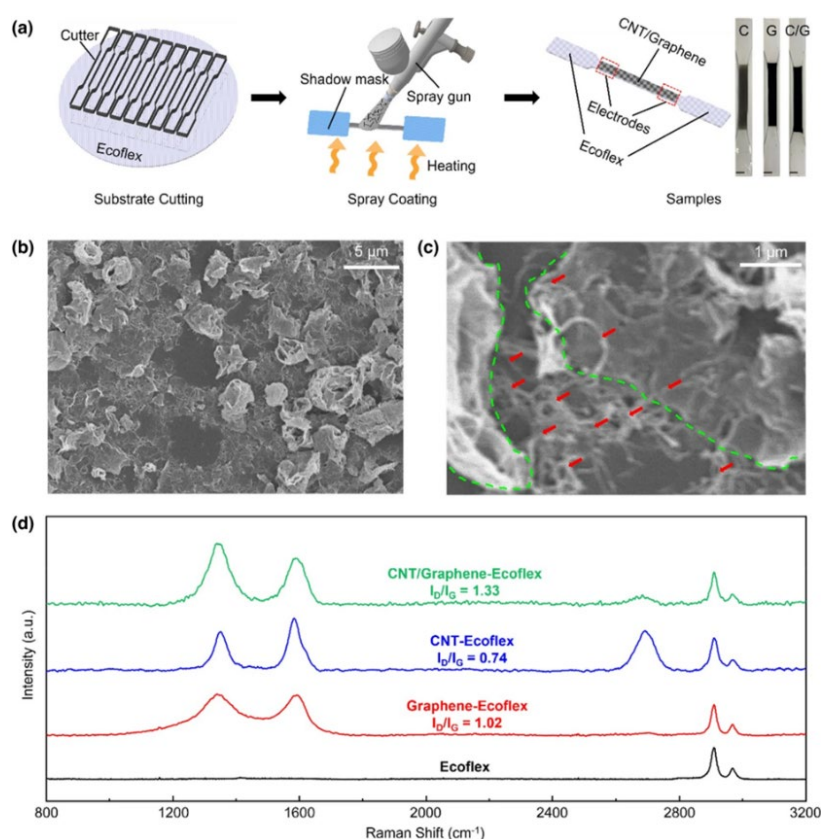 (a)
Cutter
Ecoflex
Substrate Cutting
Shadow mask
Spray gun
Heating
Spray Coating
CNT/Graphene
Electrodes
Ecoflex
Samples
C
G
C/G
(b)
5 μm
(c)
1 μm
(d)
Intensity (a.u.)
CNT/Graphene-Ecoflex
I_D/I_G = 1.33
CNT-Ecoflex
I_D/I_G = 0.74
Graphene-Ecoflex
I_D/I_G = 1.02
Ecoflex
800
1200
1600
2000
2400
2800
3200
Raman Shift (cm⁻¹)